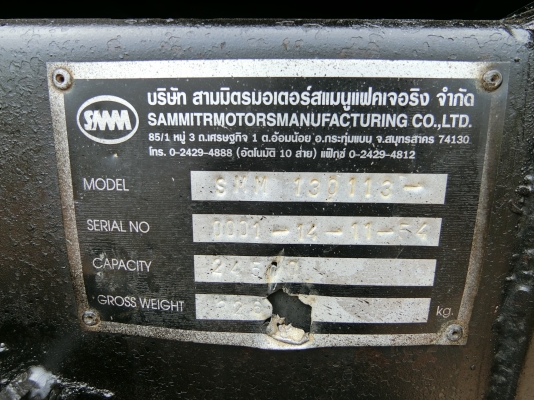 SMM
บริษัท สามมิตรมอเตอร์สแมนูแฟคเจอริง จำกัด
SAMMITRMOTORSMANUFACTURING CO.,LTD.
85/1 หมู่ 3 ถ.เศรษฐกิจ 1 ต.อ้อมน้อย อ.กระทุ่มแบน จ.สมุทรสาคร 74130
โทร. 0-2429-4888 (อัตโนมัติ 10 สาย) แฟ็กซ์ 0-2429-4812
MODEL SMM 130113-
SERIAL NO 0001-14-11-54
CAPACITY
GROSS WEIGHT kg.